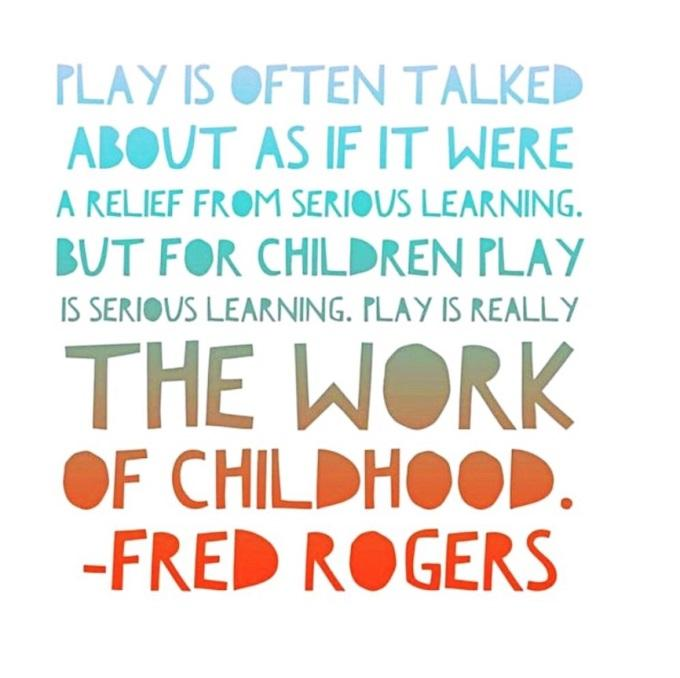 PLAY IS OFTEN TALKED
ABOUT AS IF IT WERE
A RELIEF FROM SERIOUS LEARNING.
BUT FOR CHILDREN PLAY
IS SERIOUS LEARNING. PLAY IS REALLY
THE WORK
OF CHILDHOOD.
-FRED ROGERS